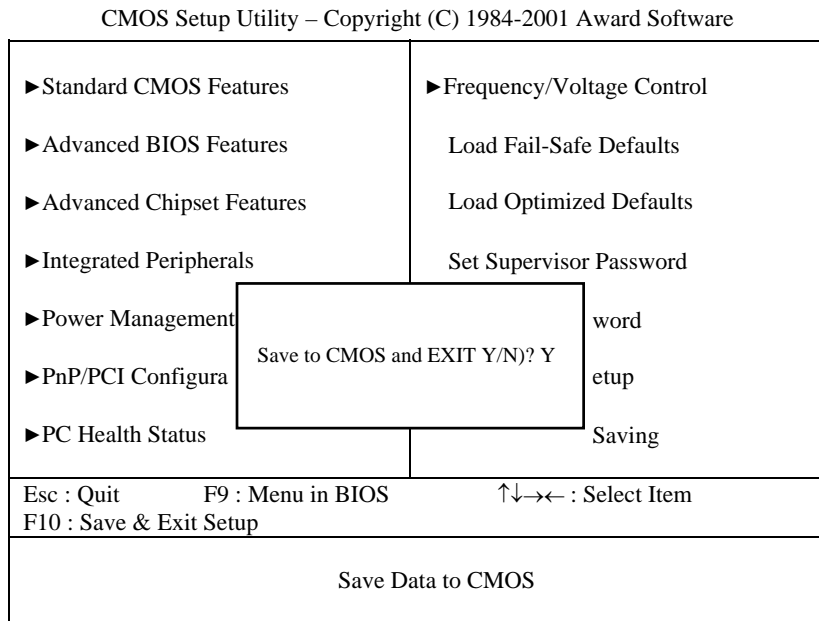 CMOS Setup Utility – Copyright (C) 1984-2001 Award Software
►Standard CMOS Features
►Advanced BIOS Features
►Advanced Chipset Features
►Integrated Peripherals
►Power Management
►PnP/PCI Configura
►PC Health Status
►Frequency/Voltage Control
Load Fail-Safe Defaults
Load Optimized Defaults
Set Supervisor Password
word
etup
Saving
Save to CMOS and EXIT Y/N)? Y
Esc : Quit F9 : Menu in BIOS ↑↓→← : Select Item
F10 : Save & Exit Setup
Save Data to CMOS